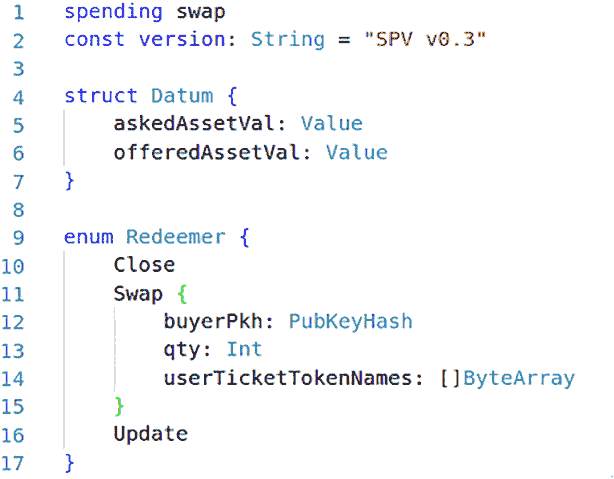 1 spending swap
2 const version: String = "SPV v0.3"
3
4 struct Datum {
5     askedAssetVal: Value
6     offeredAssetVal: Value
7 }
8
9 enum Redeemer {
10     Close
11     Swap {
12         buyerPkh: PubKeyHash
13         qty: Int
14         userTicketTokenNames: []ByteArray
15     }
16     Update
17 }